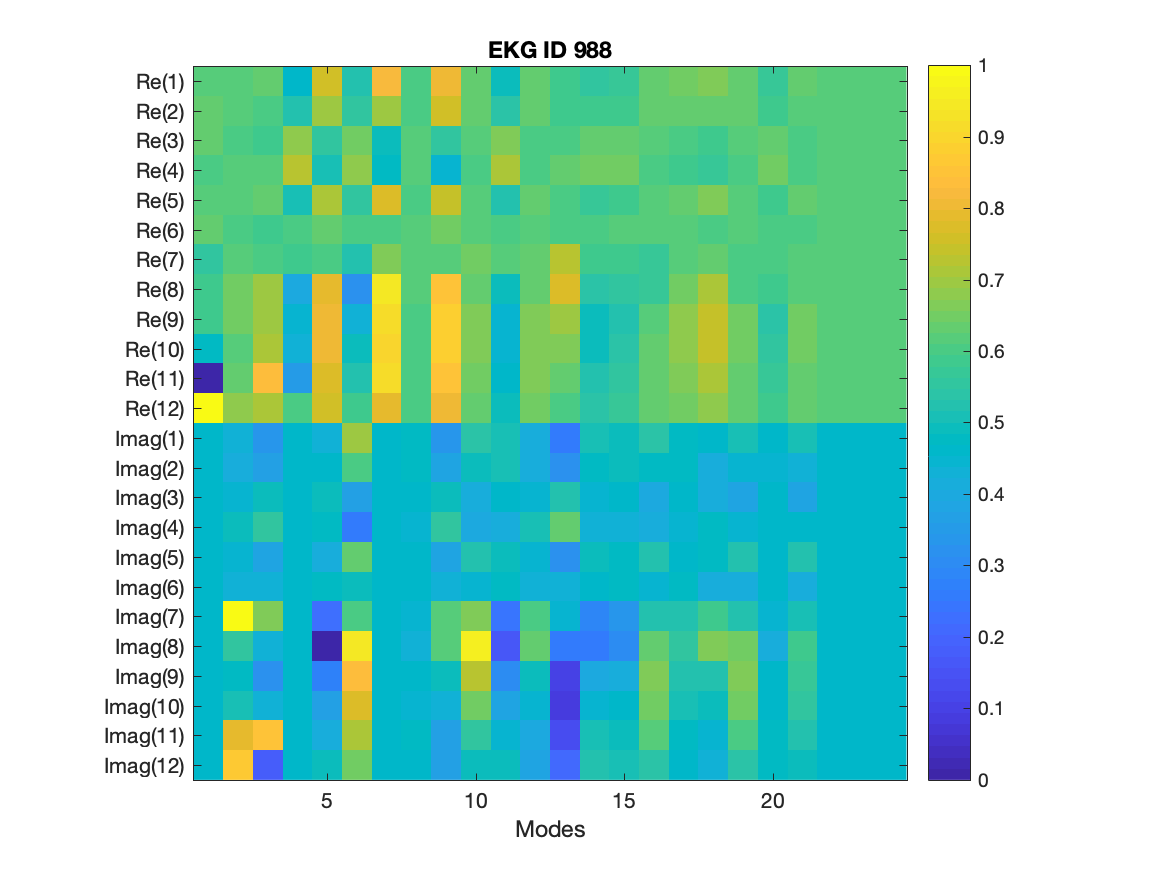 EKG ID 988
Re(1)
Re(2)
Re(3)
Re(4)
Re(5)
Re(6)
Re(7)
Re(8)
Re(9)
Re(10)
Re(11)
Re(12)
Imag(1)
Imag(2)
Imag(3)
Imag(4)
Imag(5)
Imag(6)
Imag(7)
Imag(8)
Imag(9)
Imag(10)
Imag(11)
Imag(12)
5 10 15 20
Modes
1
0.9
0.8
0.7
0.6
0.5
0.4
0.3
0.2
0.1
0